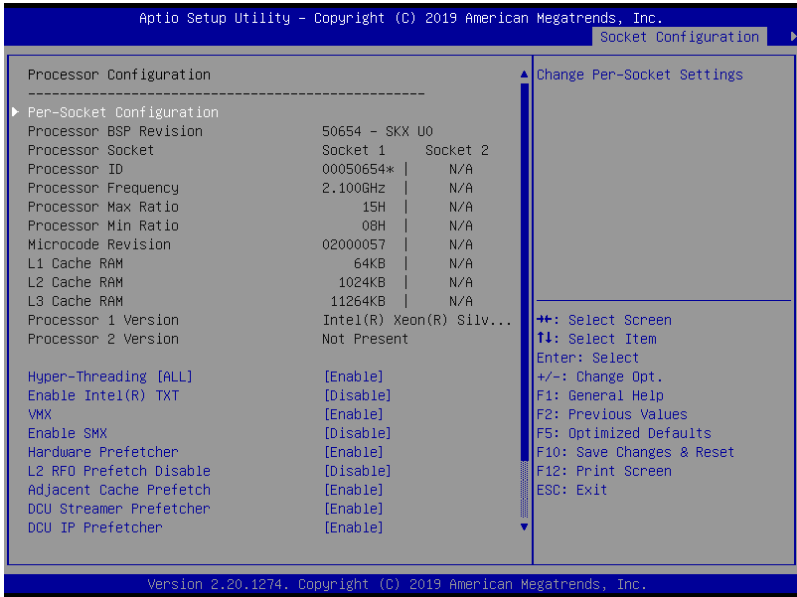 Aptio Setup Utility – Copyright (C) 2019 American Megatrends, Inc.
Socket Configuration
Processor Configuration
--------------------------------------------------
Per-Socket Configuration
Processor BSP Revision 50654 - SKX U0
Processor Socket Socket 1 Socket 2
Processor ID 00050654* | N/A
Processor Frequency 2.100GHz | N/A
Processor Max Ratio 15H | N/A
Processor Min Ratio 08H | N/A
Microcode Revision 02000057 | N/A
L1 Cache RAM 64KB | N/A
L2 Cache RAM 1024KB | N/A
L3 Cache RAM 11264KB | N/A
Processor 1 Version Intel(R) Xeon(R) Silv...
Processor 2 Version Not Present
Hyper-Threading [ALL] [Enable]
Enable Intel(R) TXT [Disable]
VMX [Enable]
Enable SMX [Disable]
Hardware Prefetcher [Enable]
L2 RFO Prefetch Disable [Disable]
Adjacent Cache Prefetch [Enable]
DCU Streamer Prefetcher [Enable]
DCU IP Prefetcher [Enable]
Change Per-Socket Settings
→←: Select Screen
↑↓: Select Item
Enter: Select
+/-: Change Opt.
F1: General Help
F2: Previous Values
F5: Optimized Defaults
F10: Save Changes & Reset
F12: Print Screen
ESC: Exit
Version 2.20.1274. Copyright (C) 2019 American Megatrends, Inc.